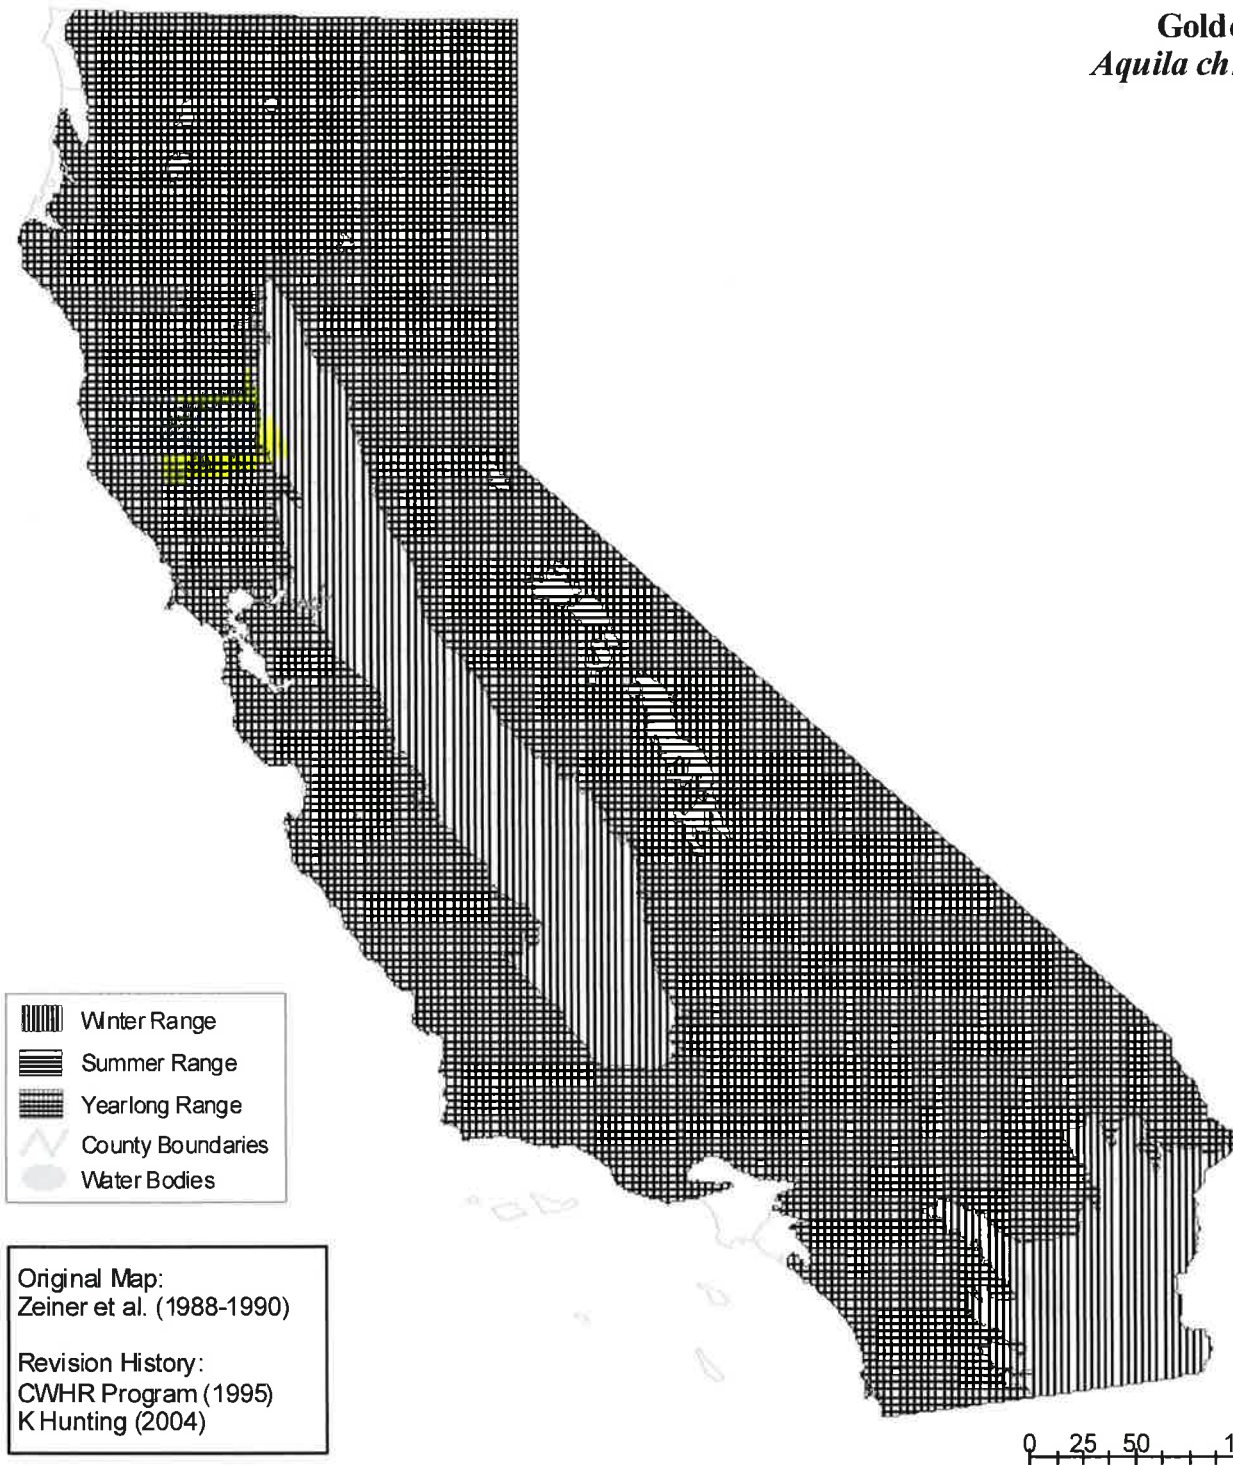 Winter Range
Summer Range
Yearlong Range
County Boundaries
Water Bodies
Original Map:
Zeiner et al. (1988-1990)
Revision History:
CWHR Program (1995)
K Hunting (2004)
Aquila
0 25 50